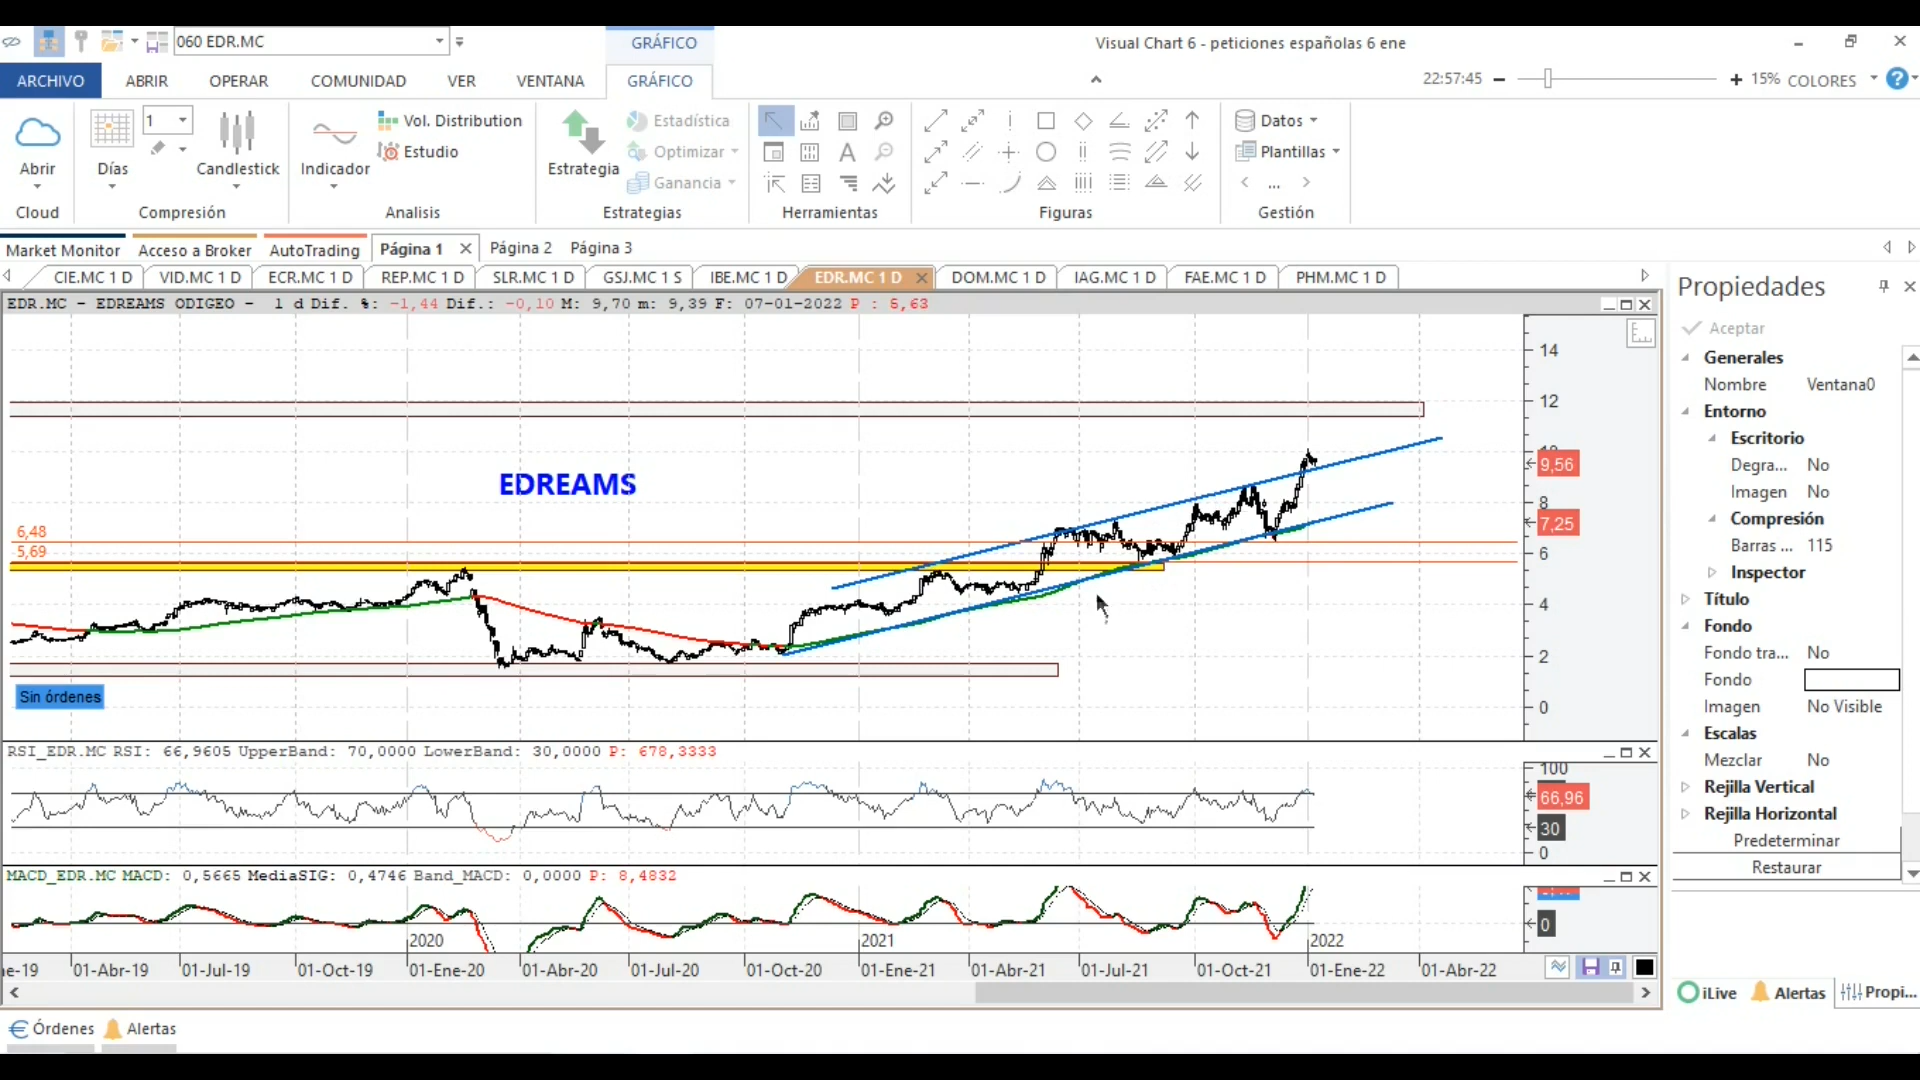 060 EDR.MC
GRÁFICO
Visual Chart 6 - peticiones españolas 6 ene
ARCHIVO ABRIR OPERAR COMUNIDAD VER VENTANA GRÁFICO
22:57:45 15% COLORES
1
Vol. Distribution
Estudio
Estadística
Optimizar
Ganancia
Datos
Plantillas
...
Abrir Días Candlestick Indicador Estrategia
Cloud Compresión Analisis Estrategias Herramientas Figuras Gestión
Market Monitor Acceso a Broker AutoTrading Página 1 Página 2 Página 3
CIE.MC 1 D VID.MC 1 D ECR.MC 1 D REP.MC 1 D SLR.MC 1 D GSJ.MC 1 S IBE.MC 1 D EDR.MC 1 D DOM.MC 1 D IAG.MC 1 D FAE.MC 1 D PHM.MC 1 D
EDR.MC - EDREAMS ODIGEO - 1 d Dif. %: -1,44 Dif.: -0,10 M: 9,70 m: 9,39 F: 07-01-2022 P : 5,63
14
12
10
9,56
8
7,25
6
4
2
0
EDREAMS
6,48
5,69
Sin órdenes
RSI_EDR.MC RSI: 66,9605 UpperBand: 70,0000 LowerBand: 30,0000 P: 678,3333
100
66,96
30
0
MACD_EDR.MC MACD: 0,5665 MediaSIG: 0,4746 Band_MACD: 0,0000 P: 8,4832
0
2020 2021 2022
ne-19 01-Abr-19 01-Jul-19 01-Oct-19 01-Ene-20 01-Abr-20 01-Jul-20 01-Oct-20 01-Ene-21 01-Abr-21 01-Jul-21 01-Oct-21 01-Ene-22 01-Abr-22
Órdenes Alertas
Propiedades
Aceptar
Generales
Nombre Ventana0
Entorno
Escritorio
Degra... No
Imagen No
Compresión
Barras ... 115
Inspector
Título
Fondo
Fondo tra... No
Fondo
Imagen No Visible
Escalas
Mezclar No
Rejilla Vertical
Rejilla Horizontal
Predeterminar
Restaurar
iLive Alertas Propi...